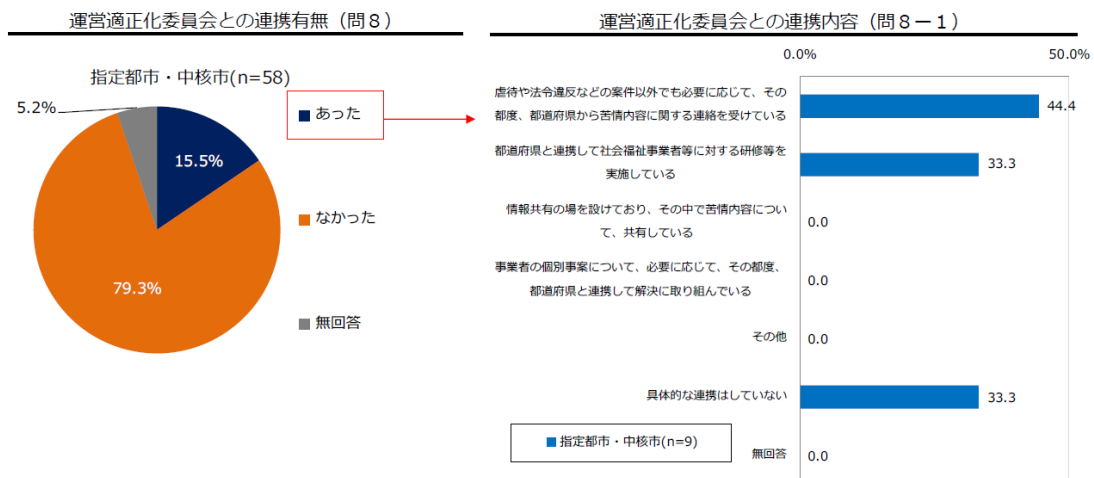 運営適正化委員会との連携有無（問８）
指定都市・中核市(n=58)
5.2%
15.5%
79.3%
あった
なかった
無回答
運営適正化委員会との連携内容（問８－１）
0.0% 50.0%
虐待や法令違反などの案件以外でも必要に応じて、その
都度、都道府県から苦情内容に関する連絡を受けている
44.4
都道府県と連携して社会福祉事業者等に対する研修等を
実施している
33.3
情報共有の場を設けており、その中で苦情内容につい
て、共有している
0.0
事業者の個別事案について、必要に応じて、その都度、
都道府県と連携して解決に取り組んでいる
0.0
その他 0.0
具体的な連携はしていない 33.3
無回答 0.0
指定都市・中核市(n=9)